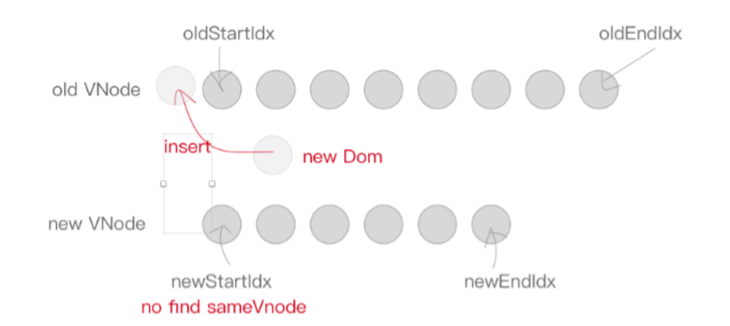 oldStartIdx
oldEndIdx
old VNode
insert
new Dom
new VNode
newStartIdx
newEndIdx
no find sameVnode